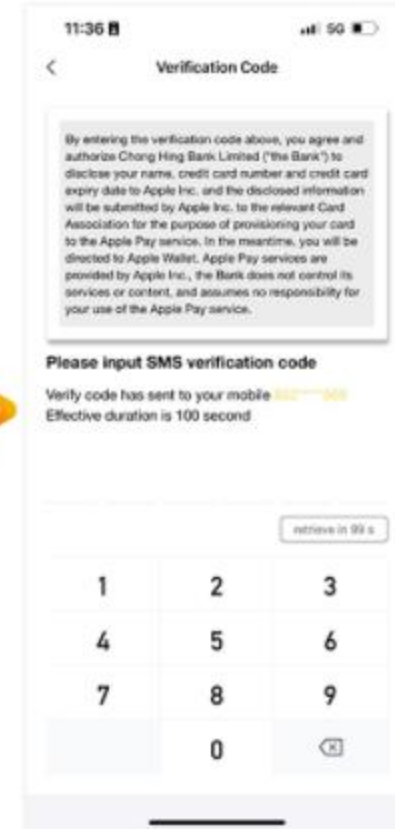 11:36
5G
Verification Code
By entering the verification code above, you agree and
authorize Chong Hing Bank Limited ("the Bank") to
disclose your name, credit card number and credit card
expiry date to Apple Inc. and the disclosed information
will be submitted by Apple Inc. to the relevant Card
Association for the purpose of provisioning your card
to the Apple Pay service. In the meantime, you will be
directed to Apple Wallet. Apple Pay services are
provided by Apple Inc., the Bank does not control its
services or content, and assumes no responsibility for
your use of the Apple Pay service.
Please input SMS verification code
Verify code has sent to your mobile
Effective duration is 100 second
retrieve in 99 s
1 2 3
4 5 6
7 8 9
0